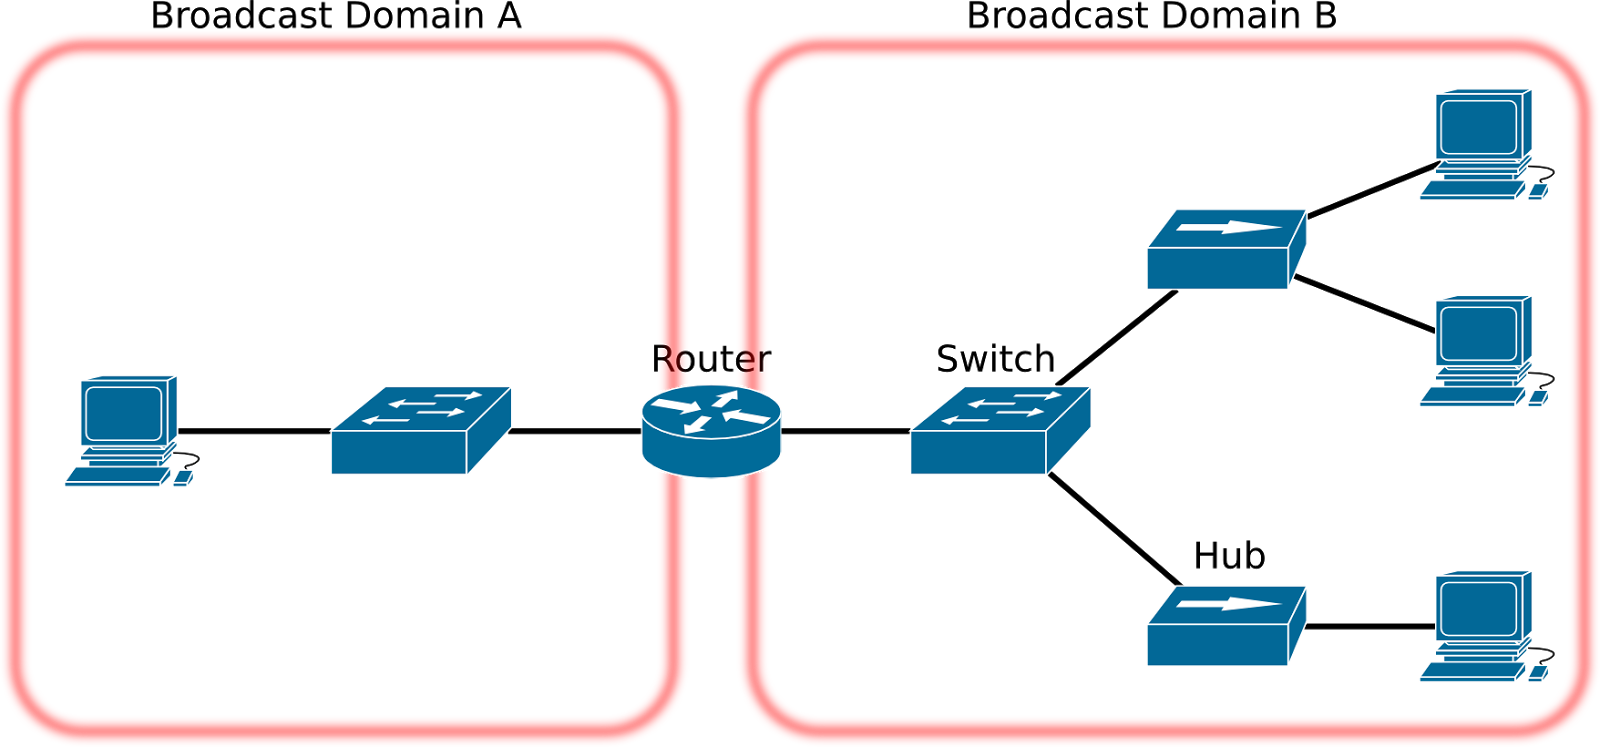 Broadcast Domain A
Broadcast Domain B
Router
Switch
Hub